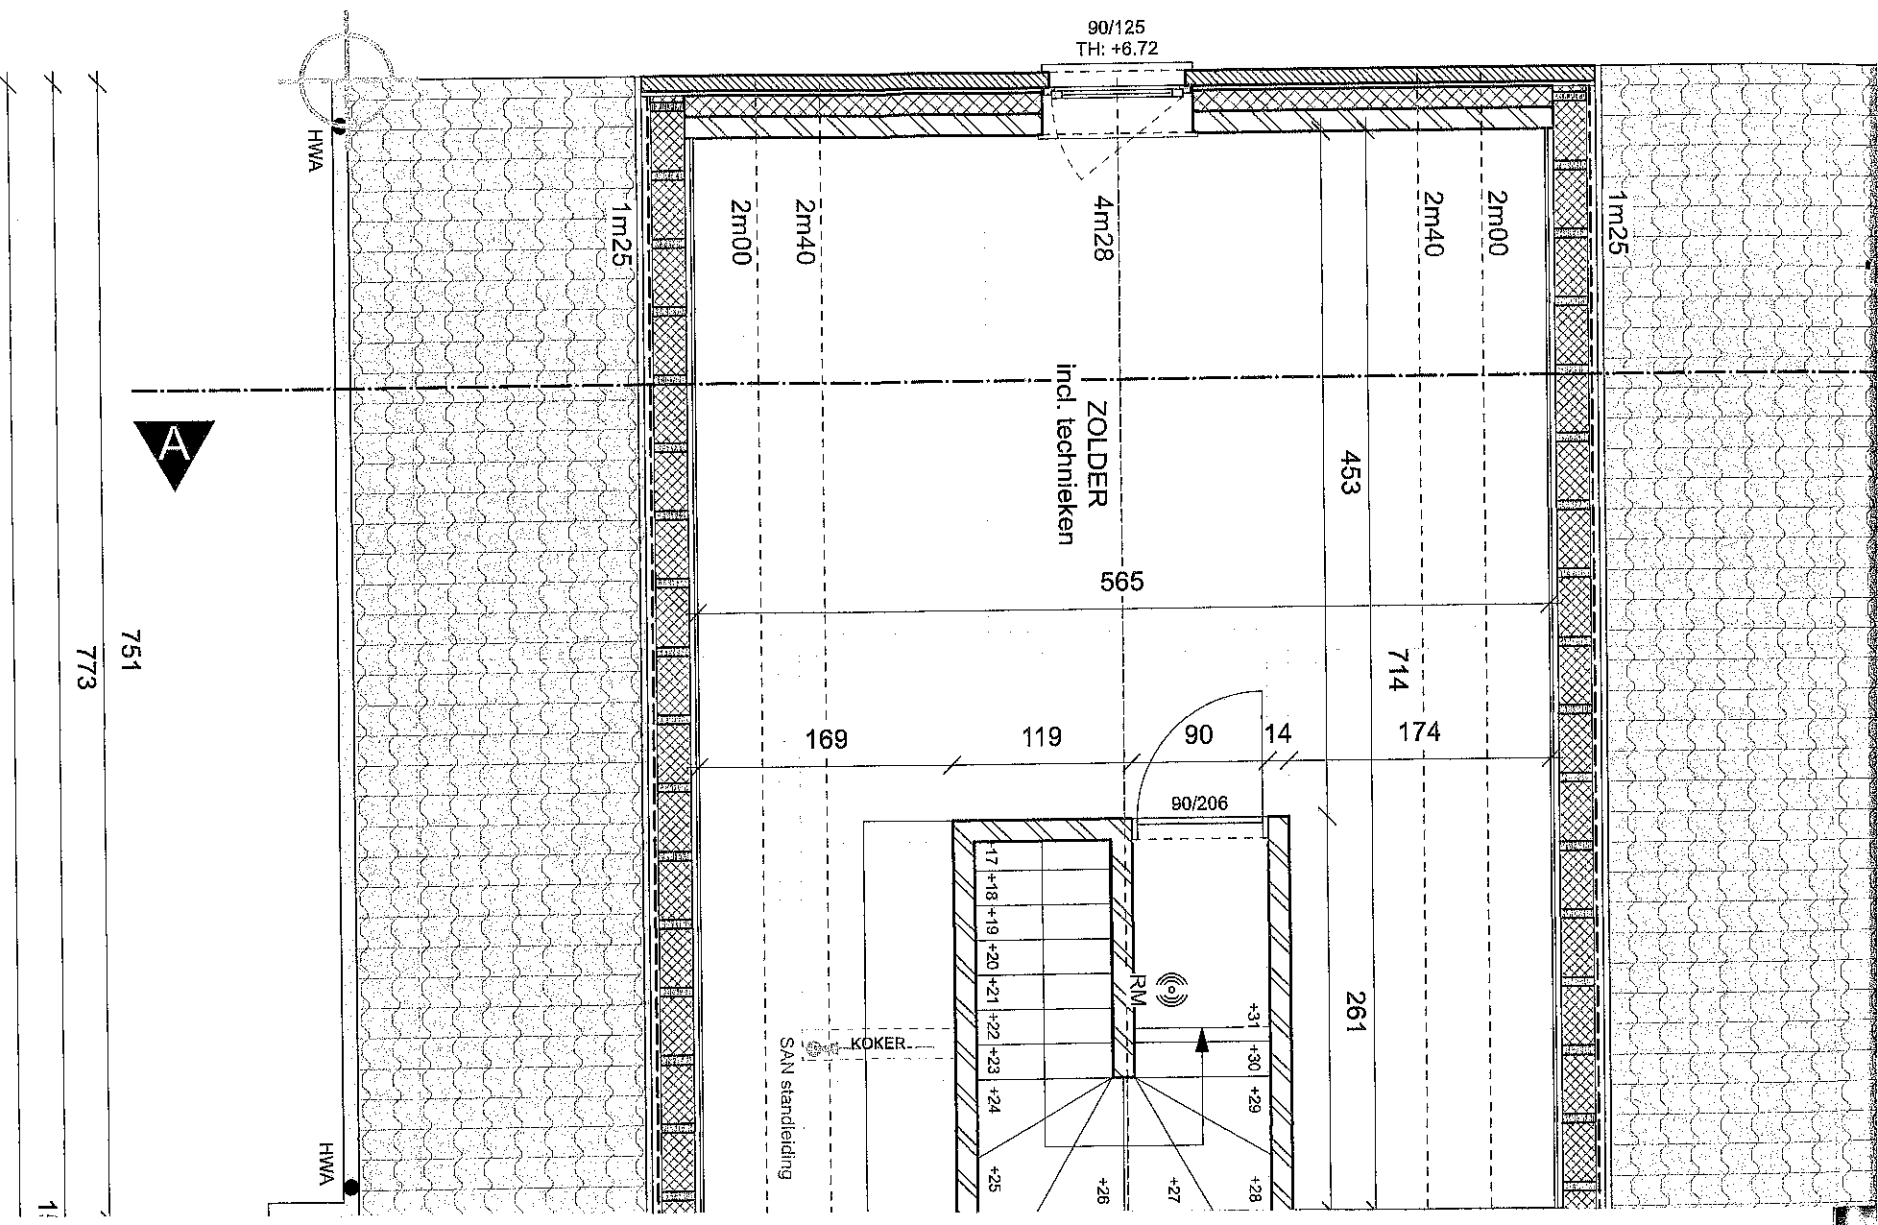 90/125
TH: +6.72
HWA
1m25
2m00
2m40
4m28
2m40
2m00
1m25
A
ZOLDER
incl. technieken
453
565
714
751
773
169
119
90
14
174
90/206
+18
+19
+20
+21
+22
+23
+24
+25
+26
+27
+28
+29
+30
+31
RM
261
KOKER
SAN standleiding
HWA